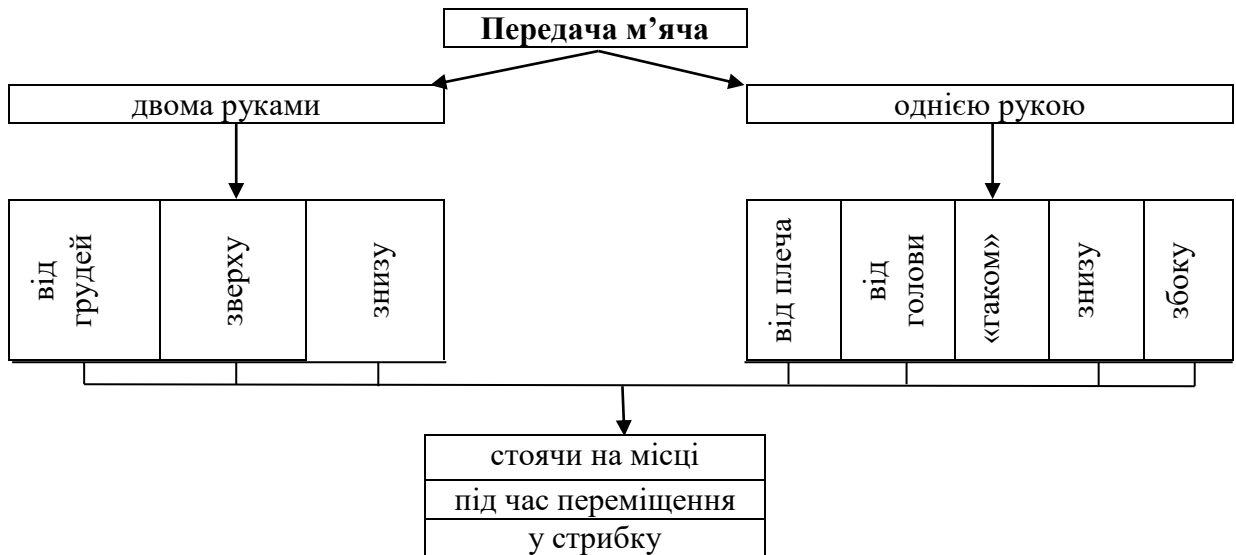 Передача м’яча
двома руками
однією рукою
від
грудей
зверху
знизу
від плеча
від
голови
«гаком»
знизу
збоку
стоячи на місці
під час переміщення
у стрибку